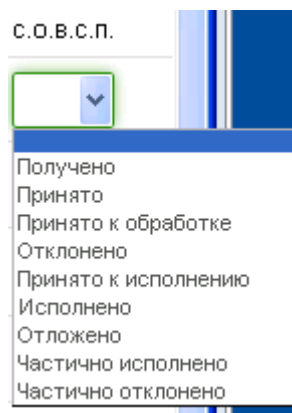 С.О.В.С.П.
Получено
Принято
Принято к обработке
Отклонено
Принято к исполнению
Исполнено
Отложено
Частично исполнено
Частично отклонено